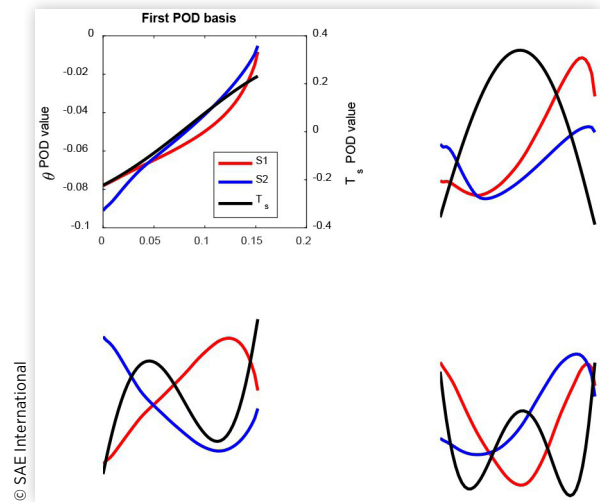 First POD basis
0
-0.02
-0.04
-0.06
-0.08
-0.1
θ POD value
0.4
0.2
0
-0.2
-0.4
T s POD value
S1
S2
T s
0 0.05 0.1 0.15 0.2
© SAE International